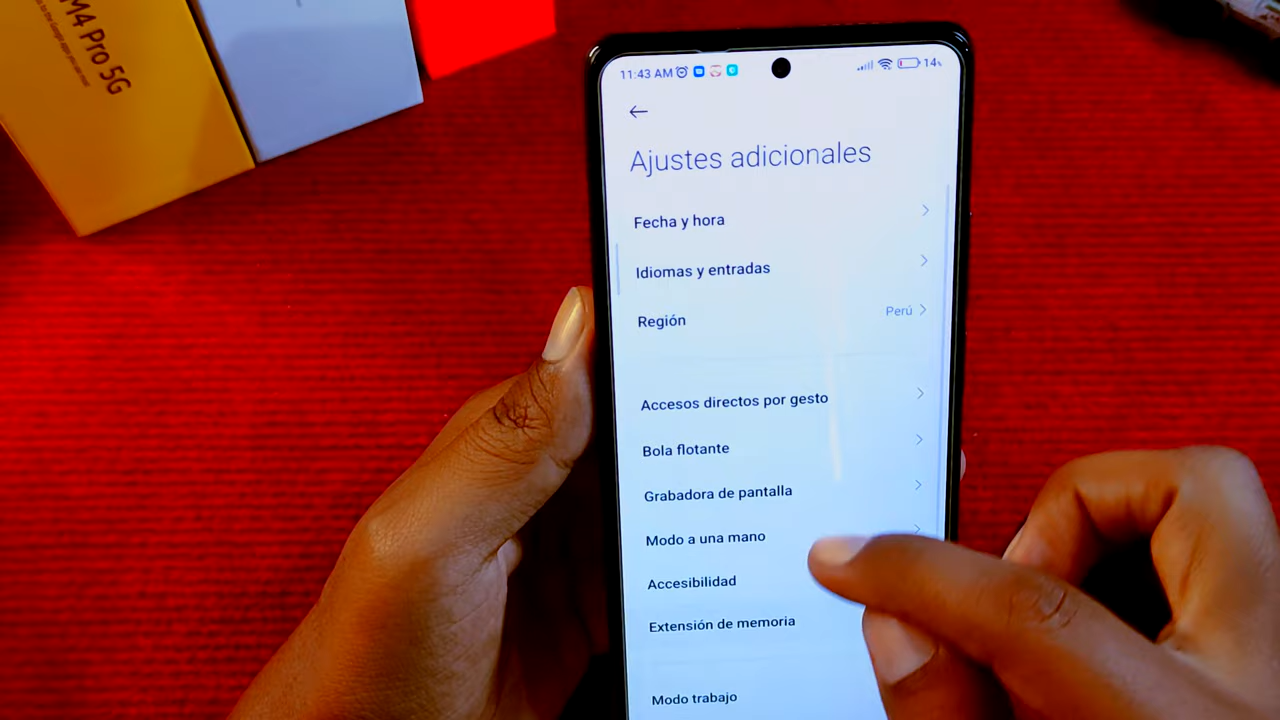 M4 Pro 5G
11:43 AM
14%
Ajustes adicionales
Fecha y hora
Idiomas y entradas
Región
Perú
Accesos directos por gesto
Bola flotante
Grabadora de pantalla
Modo a una mano
Accesibilidad
Extensión de memoria
Modo trabajo